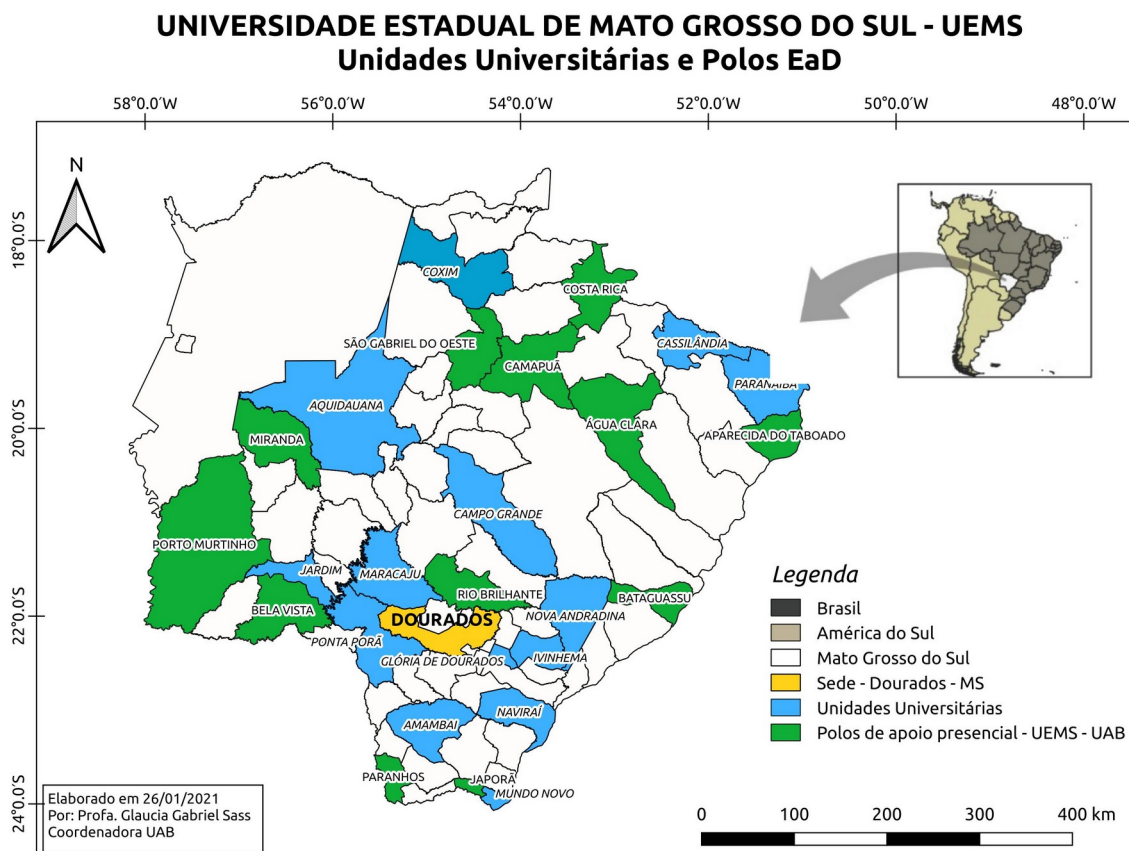 UNIVERSIDADE ESTADUAL DE MATO GROSSO DO SUL - UEMS
Unidades Universitárias e Polos EaD
58°0.0′W
56°0.0′W
54°0.0′W
52°0.0′W
50°0.0′W
48°0.0′W
N
18°0.0′S
20°0.0′S
22°0.0′S
24°0.0′S
COXIM
COSTA RICA
SÃO GABRIEL DO OESTE
CASSILÂNDIA
CAMAPUÃ
PARANAÍBA
AQUIDAUANA
ÁGUA CLARA
APARECIDA DO TABOADO
MIRANDA
CAMPO GRANDE
PORTO MURTINHO
JARDIM
MARACAJU
RIO BRILHANTE
BATAGUASSU
BELA VISTA
NOVA ANDRADINA
DOURADOS
PONTA PORÃ
GLÓRIA DE DOURADOS
IVINHEMA
NAVIRAÍ
AMAMBAI
PARANHOS
JAPORÃ
MUNDO NOVO
Legenda
Brasil
América do Sul
Mato Grosso do Sul
Sede - Dourados - MS
Unidades Universitárias
Polos de apoio presencial - UEMS - UAB
Elaborado em 26/01/2021
Por: Profa. Glaucia Gabriel Sass
Coordenadora UAB
0 100 200 300 400 km